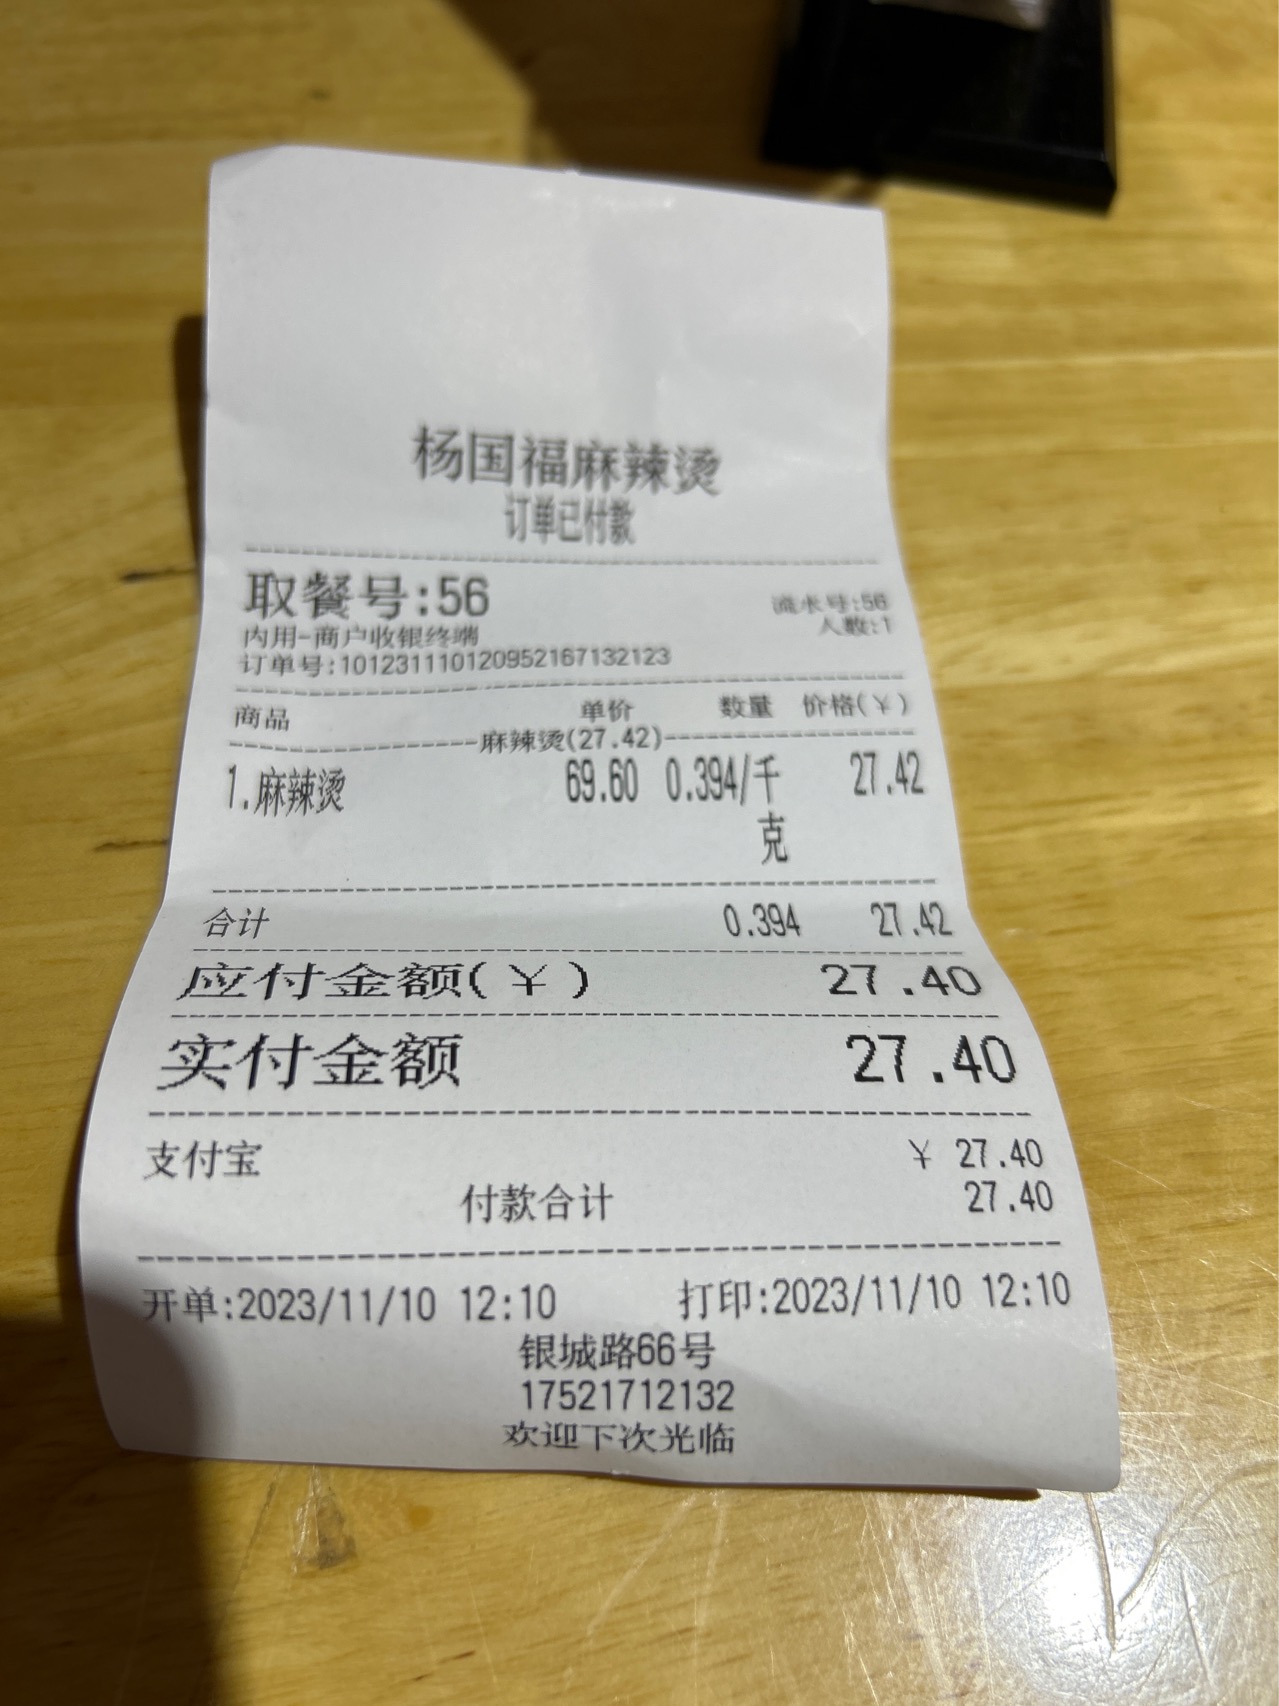 杨国福麻辣烫
订单已付款
取餐号:56 流水号:56
内用-商户收银终端 人数:1
订单号:101231110120952167132123
商品 单价 数量 价格(¥)
麻辣烫(27.42)
1.麻辣烫 69.60 0.394/千 27.42
克
合计 0.394 27.42
应付金额(¥) 27.40
实付金额 27.40
支付宝 ¥ 27.40
付款合计 27.40
开单:2023/11/10 12:10 打印:2023/11/10 12:10
银城路66号
17521712132
欢迎下次光临